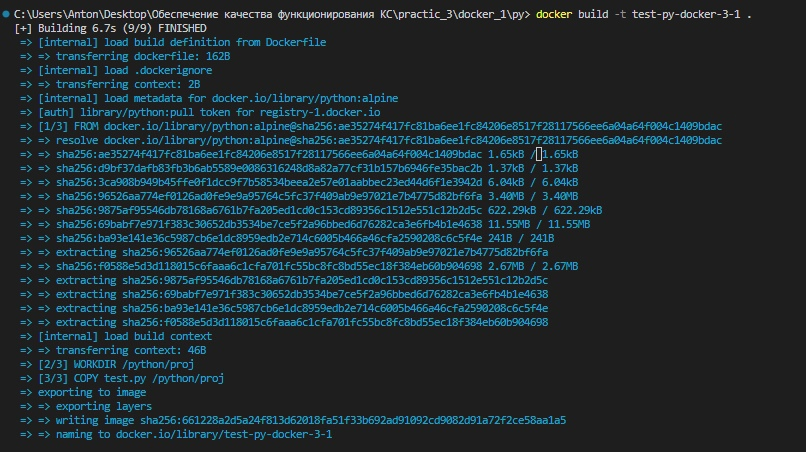 C:\Users\Anton\Desktop\Обеспечение качества функционирования КС\practic_3\docker_1\py> docker build -t test-py-docker-3-1 .
[+] Building 6.7s (9/9) FINISHED
=> [internal] load build definition from Dockerfile
=> => transferring dockerfile: 162B
=> [internal] load .dockerignore
=> => transferring context: 2B
=> [internal] load metadata for docker.io/library/python:alpine
=> [auth] library/python:pull token for registry-1.docker.io
=> [1/3] FROM docker.io/library/python:alpine@sha256:ae35274f417fc81ba6ee1fc84206e8517f28117566ee6a04a64f004c1409bdac
=> => resolve docker.io/library/python:alpine@sha256:ae35274f417fc81ba6ee1fc84206e8517f28117566ee6a04a64f004c1409bdac
=> => sha256:ae35274f417fc81ba6ee1fc84206e8517f28117566ee6a04a64f004c1409bdac 1.65kB / 1.65kB
=> => sha256:d9bf37dafb83fb3b6ab5589e0086316248d8a82a77cf31b157b6946fe35bac2b 1.37kB / 1.37kB
=> => sha256:3ca908b949b45ffe0f1dcc9f7b58534beea2e57e01aabbec23ed44d6f1e3942d 6.04kB / 6.04kB
=> => sha256:96526aa774ef0126ad0fe9e9a95764c5fc37f409ab9e97021e7b4775d82bf6fa 3.40MB / 3.40MB
=> => sha256:9875af95546db78168a6761b7fa205ed1cd0c153cd89356c1512e551c12b2d5c 622.29kB / 622.29kB
=> => sha256:69babf7e971f383c30652db3534be7ce5f2a96bbed6d76282ca3e6fb4b1e4638 11.55MB / 11.55MB
=> => sha256:ba93e141e36c5987cb6e1dc8959edb2e714c6005b466a46cfa2590208c6c5f4e 241B / 241B
=> => extracting sha256:96526aa774ef0126ad0fe9e9a95764c5fc37f409ab9e97021e7b4775d82bf6fa
=> => sha256:f0588e5d3d118015c6faaa6c1cfa701fc55bc8fc8bd55ec18f384eb60b904698 2.67MB / 2.67MB
=> => extracting sha256:9875af95546db78168a6761b7fa205ed1cd0c153cd89356c1512e551c12b2d5c
=> => extracting sha256:69babf7e971f383c30652db3534be7ce5f2a96bbed6d76282ca3e6fb4b1e4638
=> => extracting sha256:ba93e141e36c5987cb6e1dc8959edb2e714c6005b466a46cfa2590208c6c5f4e
=> => extracting sha256:f0588e5d3d118015c6faaa6c1cfa701fc55bc8fc8bd55ec18f384eb60b904698
=> [internal] load build context
=> => transferring context: 46B
=> [2/3] WORKDIR /python/proj
=> [3/3] COPY test.py /python/proj
=> exporting to image
=> => exporting layers
=> => writing image sha256:661228a2d5a24f813d62018fa51f33b692ad91092cd9082d91a72f2ce58aa1a5
=> => naming to docker.io/library/test-py-docker-3-1